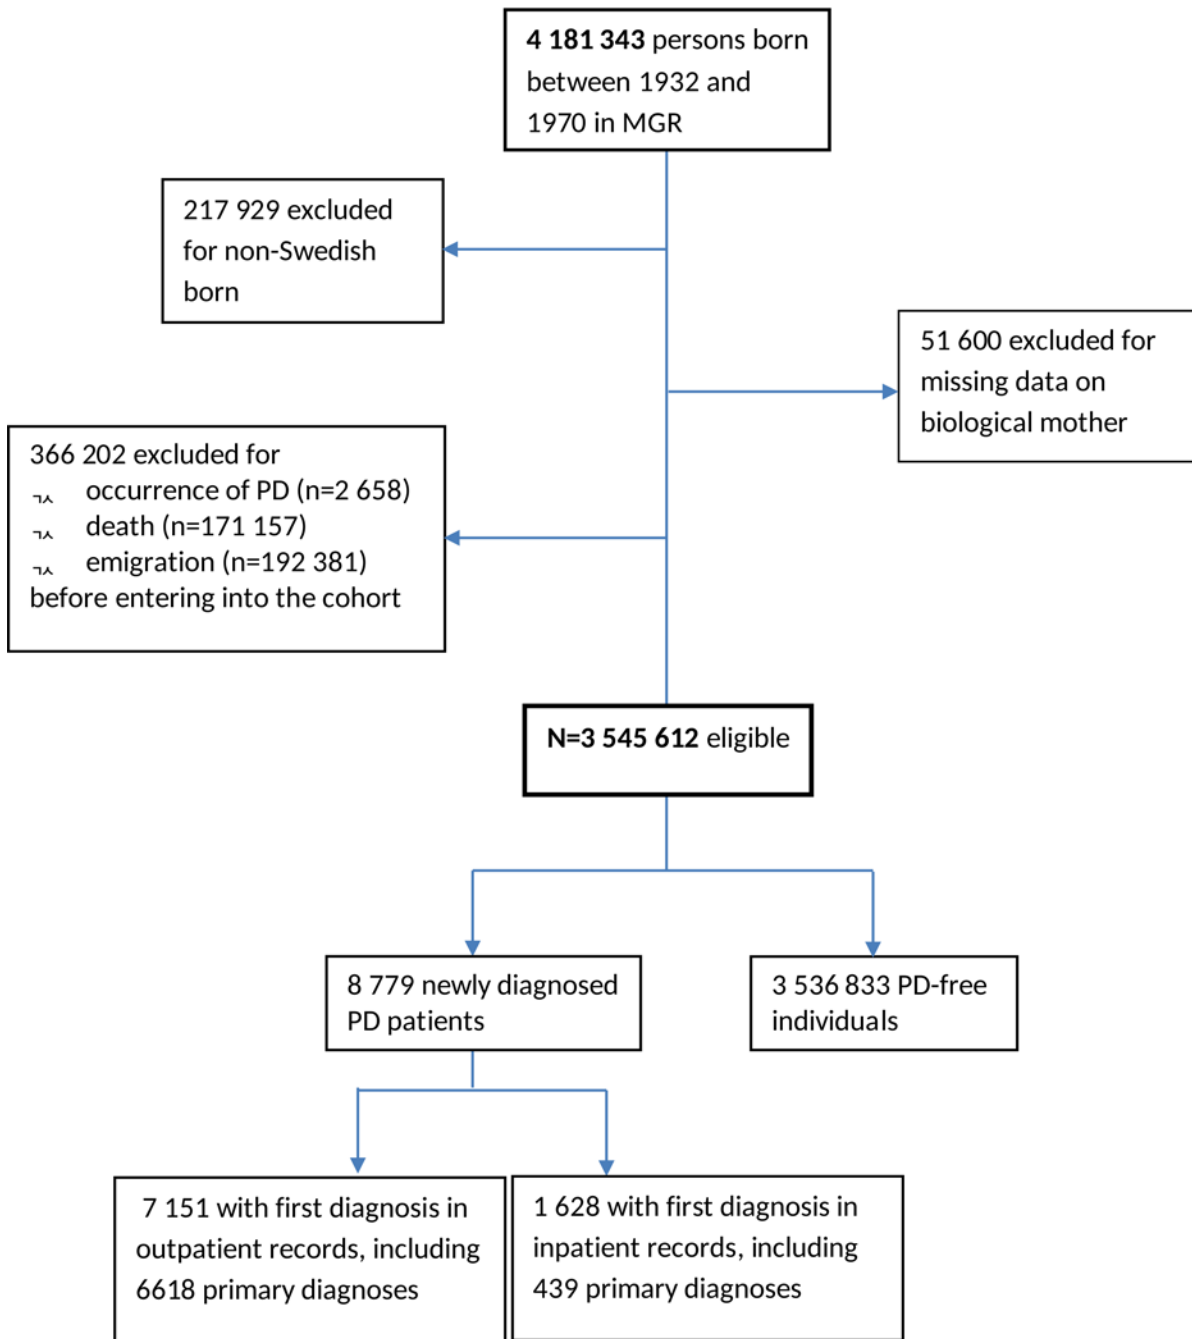 4 181 343 persons born
between 1932 and
1970 in MGR
217 929 excluded
for non-Swedish
born
51 600 excluded for
missing data on
biological mother
366 202 excluded for
ㄱㅅ occurrence of PD (n=2 658)
ㄱㅅ death (n=171 157)
ㄱㅅ emigration (n=192 381)
before entering into the cohort
N=3 545 612 eligible
8 779 newly diagnosed
PD patients
3 536 833 PD-free
individuals
7 151 with first diagnosis in
outpatient records, including
6618 primary diagnoses
1 628 with first diagnosis in
inpatient records, including
439 primary diagnoses